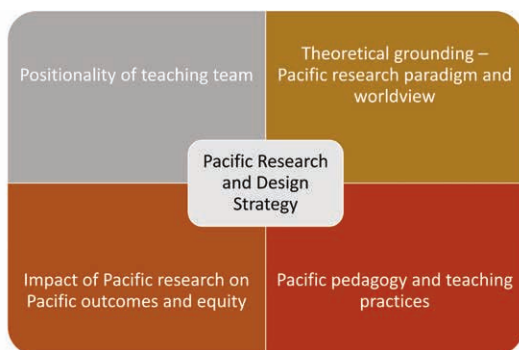 Positionality of teaching team
Theoretical grounding –
Pacific research paradigm and
worldview
Pacific Research
and Design
Strategy
Impact of Pacific research on
Pacific outcomes and equity
Pacific pedagogy and teaching
practices